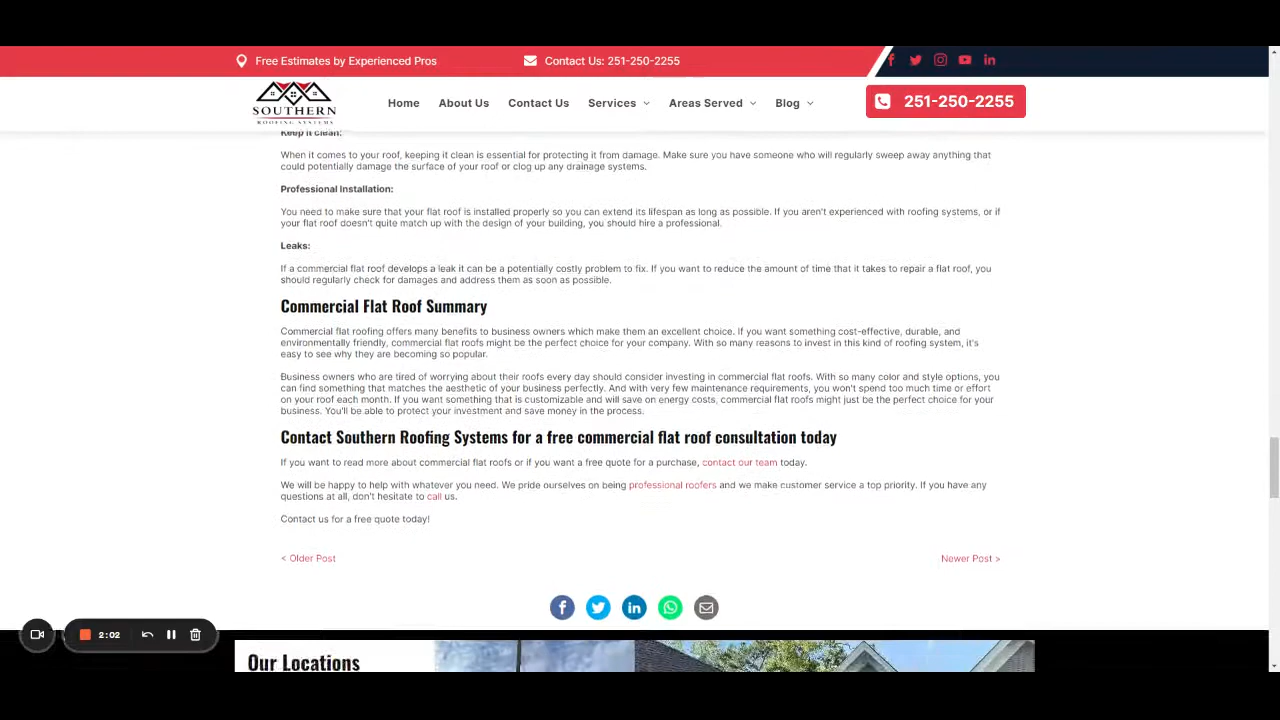 Free Estimates by Experienced Pros
Contact Us: 251-250-2255
SOUTHERN
ROOFING SYSTEMS
Home
About Us
Contact Us
Services
Areas Served
Blog
251-250-2255
Keep it clean:
When it comes to your roof, keeping it clean is essential for protecting it from damage. Make sure you have someone who will regularly sweep away anything that
could potentially damage the surface of your roof or clog up any drainage systems.
Professional Installation:
You need to make sure that your flat roof is installed properly so you can extend its lifespan as long as possible. If you aren't experienced with roofing systems, or if
your flat roof doesn't quite match up with the design of your building, you should hire a professional.
Leaks:
If a commercial flat roof develops a leak it can be a potentially costly problem to fix. If you want to reduce the amount of time that it takes to repair a flat roof, you
should regularly check for damages and address them as soon as possible.
Commercial Flat Roof Summary
Commercial flat roofing offers many benefits to business owners which make them an excellent choice. If you want something cost-effective, durable, and
environmentally friendly, commercial flat roofs might be the perfect choice for your company. With so many reasons to invest in this kind of roofing system, it's
easy to see why they are becoming so popular.
Business owners who are tired of worrying about their roofs every day should consider investing in commercial flat roofs. With so many color and style options, you
can find something that matches the aesthetic of your business perfectly. And with very few maintenance requirements, you won't spend too much time or effort
on your roof each month. If you want something that is customizable and will save on energy costs, commercial flat roofs might just be the perfect choice for your
business. You'll be able to protect your investment and save money in the process.
Contact Southern Roofing Systems for a free commercial flat roof consultation today
If you want to read more about commercial flat roofs or if you want a free quote for a purchase, contact our team today.
We will be happy to help with whatever you need. We pride ourselves on being professional roofers and we make customer service a top priority. If you have any
questions at all, don't hesitate to call us.
Contact us for a free quote today!
< Older Post
Newer Post >
2:02
Our Locations